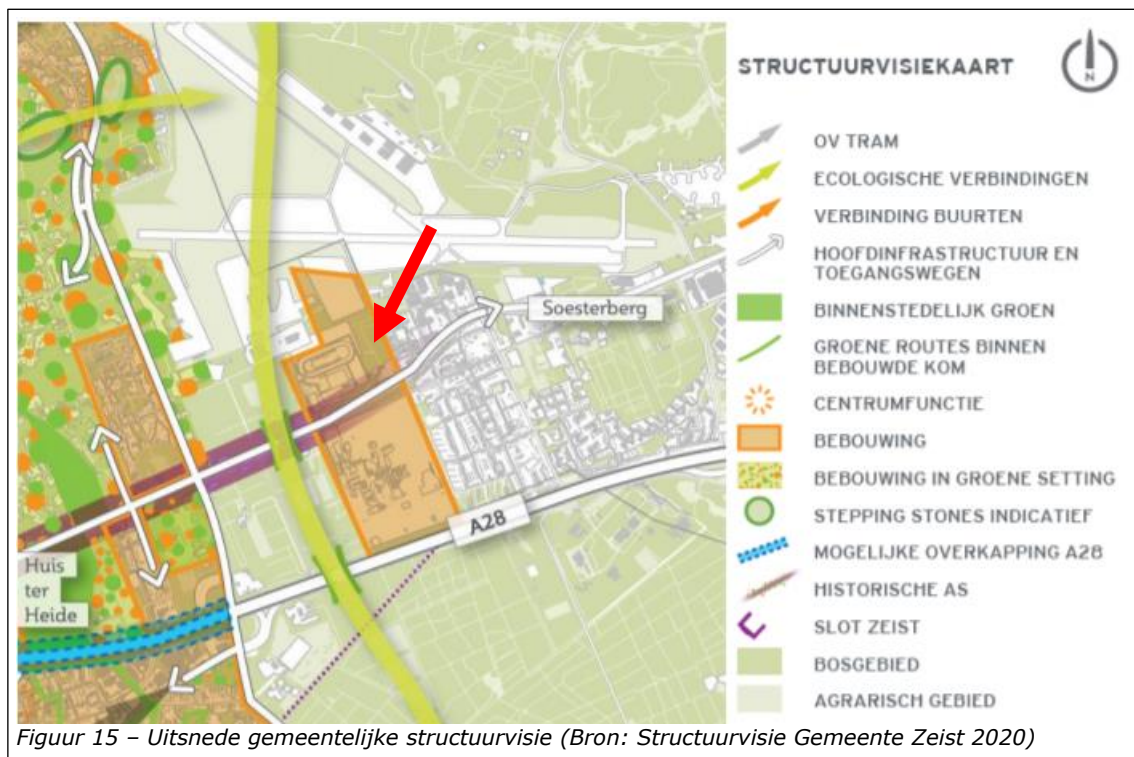 Soesterberg
A28
Huis
ter
Heide
STRUCTUURVISIEKAART
N
OV TRAM
ECOLOGISCHE VERBINDINGEN
VERBINDING BUURTEN
HOOFDINFRASTRUCTUUR EN
TOEGANGSWEGEN
BINNENSTEDELIJK GROEN
GROENE ROUTES BINNEN
BEBOUWDE KOM
CENTRUMFUNCTIE
BEBOUWING
BEBOUWING IN GROENE SETTING
STEPPING STONES INDICATIEF
MOGELIJKE OVERKAPPING A28
HISTORISCHE AS
SLOT ZEIST
BOSGEBIED
AGRARISCH GEBIED
Figuur 15 – Uitsnede gemeentelijke structuurvisie (Bron: Structuurvisie Gemeente Zeist 2020)